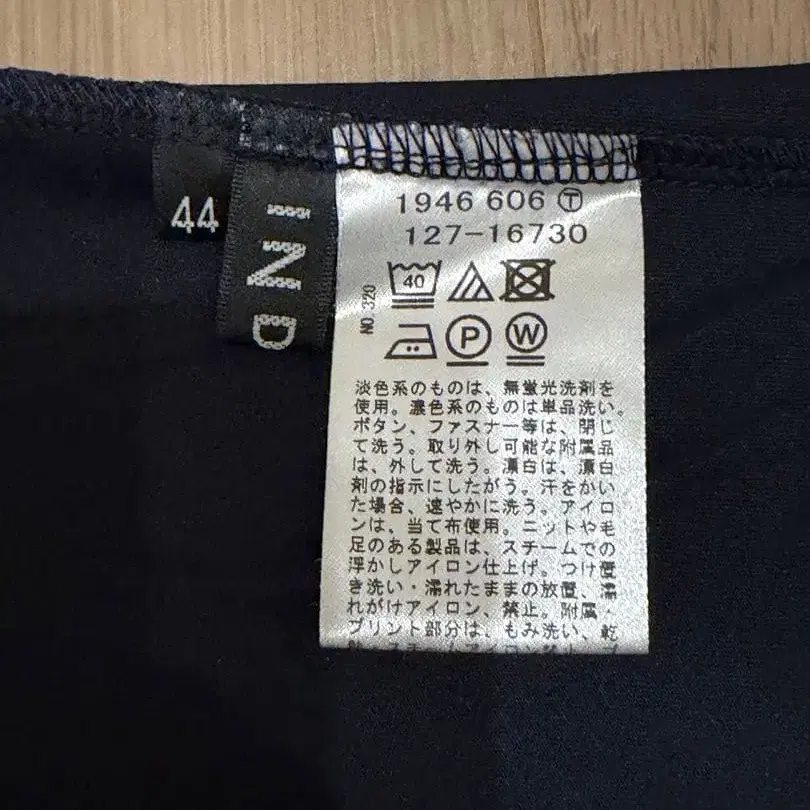 44
IND
1946 606 Ⓣ
127-16730
NO.320
40
P
W
淡色系のものは、無蛍光洗剤を
使用。濃色系のものは単品洗い。
ボタン、ファスナー等は、閉じ
て洗う。取り外し可能な附属品
は、外して洗う。漂白は、漂白
剤の指示にしたがう。汗をかい
た場合、速やかに洗う。アイロ
ンは、当て布使用。ニットや毛
足のある製品は、スチームでの
浮かしアイロン仕上げ。つけ置
き洗い・濡れたままの放置、濡
れがけアイロン、禁止。附属・
プリント部分は、もみ洗い、乾